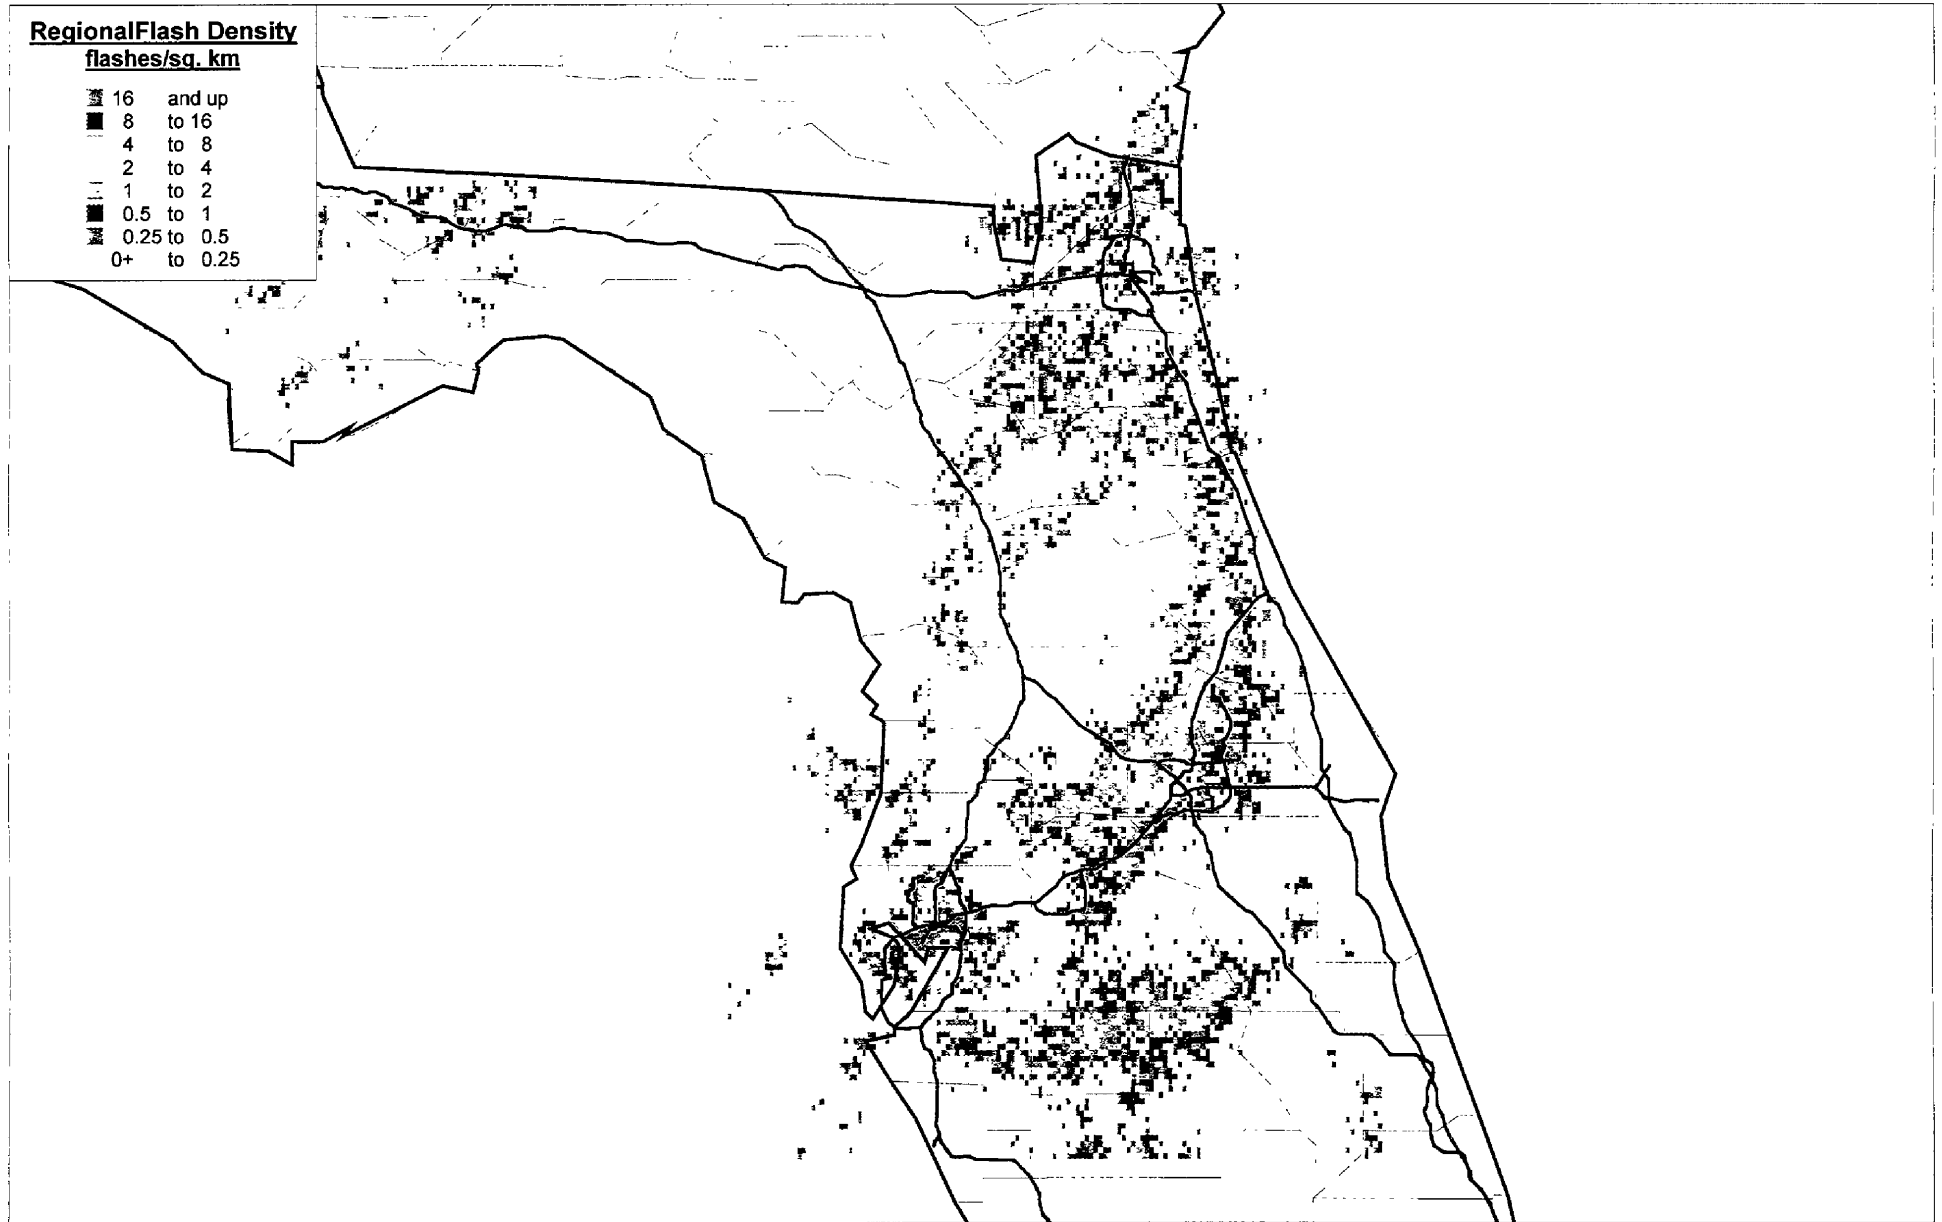 RegionalFlash Density
flashes/sq. km
16 and up
8 to 16
4 to 8
2 to 4
1 to 2
0.5 to 1
0.25 to 0.5
0+ to 0.25